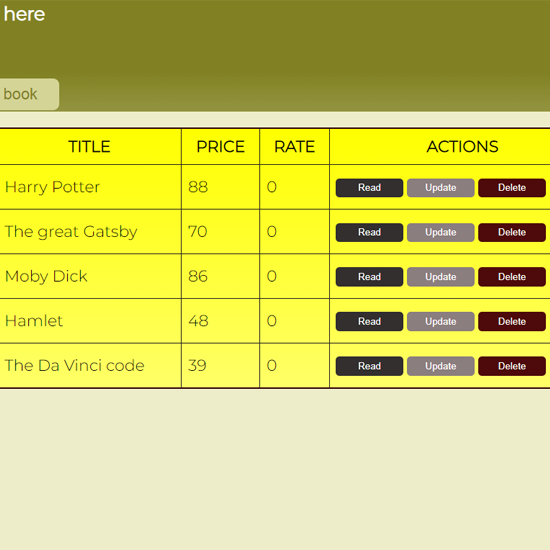 here
book
TITLE PRICE RATE ACTIONS
Harry Potter 88 0 Read Update Delete
The great Gatsby 70 0 Read Update Delete
Moby Dick 86 0 Read Update Delete
Hamlet 48 0 Read Update Delete
The Da Vinci code 39 0 Read Update Delete